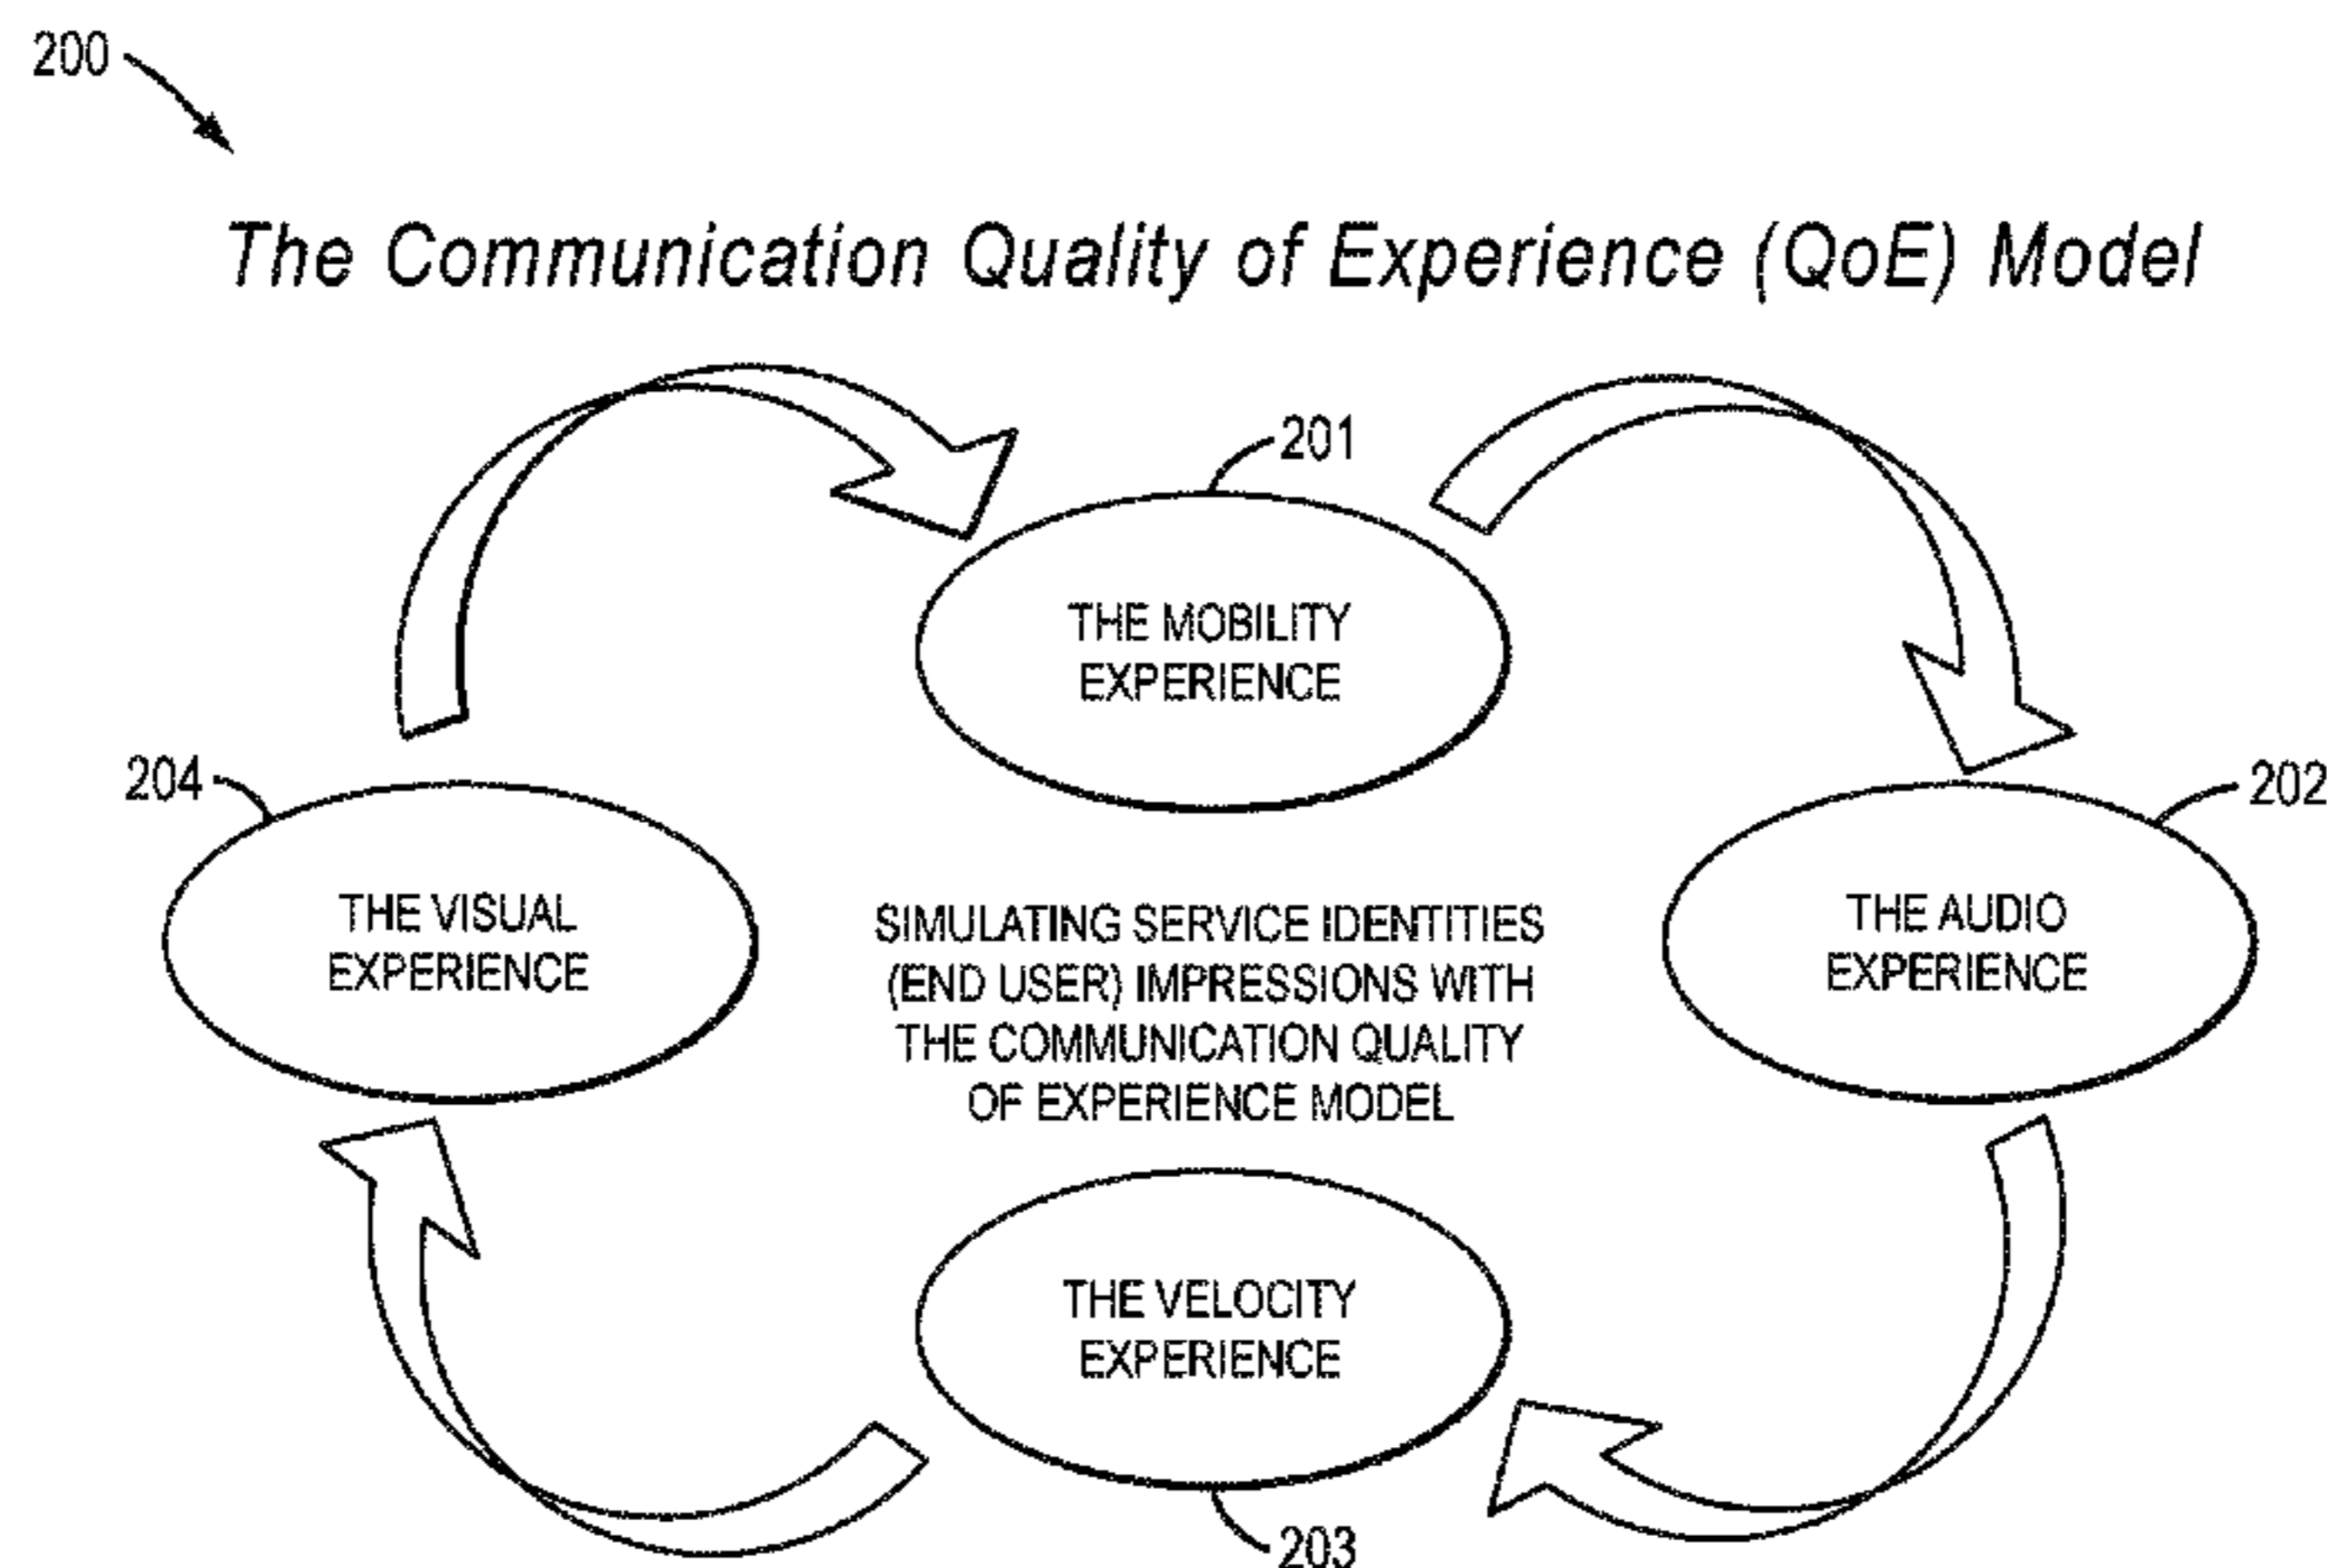 200
The Communication Quality of Experience (QoE) Model
201
THE MOBILITY
EXPERIENCE
204
202
THE VISUAL
EXPERIENCE
SIMULATING SERVICE IDENTITIES
(END USER) IMPRESSIONS WITH
THE COMMUNICATION QUALITY
OF EXPERIENCE MODEL
THE AUDIO
EXPERIENCE
THE VELOCITY
EXPERIENCE
203